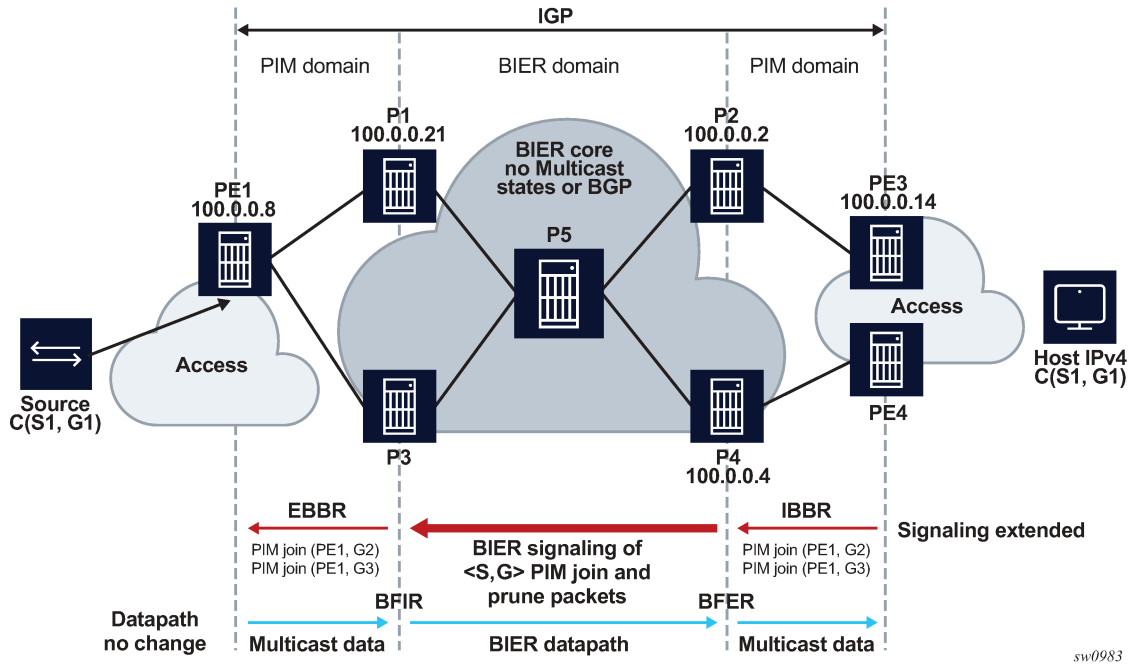 IGP
PIM domain
BIER domain
PIM domain
P1
100.0.0.21
P2
100.0.0.2
BIER core
no Multicast
states or BGP
PE1
100.0.0.8
PE3
100.0.0.14
P5
Access
Access
Source
C(S1, G1)
Host IPv4
C(S1, G1)
P3
P4
100.0.0.4
PE4
EBBR
IBBR
Signaling extended
PIM join (PE1, G2)
PIM join (PE1, G3)
BIER signaling of
<S,G> PIM join and
prune packets
PIM join (PE1, G2)
PIM join (PE1, G3)
BFIR
BFER
Datapath
no change
Multicast data
BIER datapath
Multicast data
sw0983